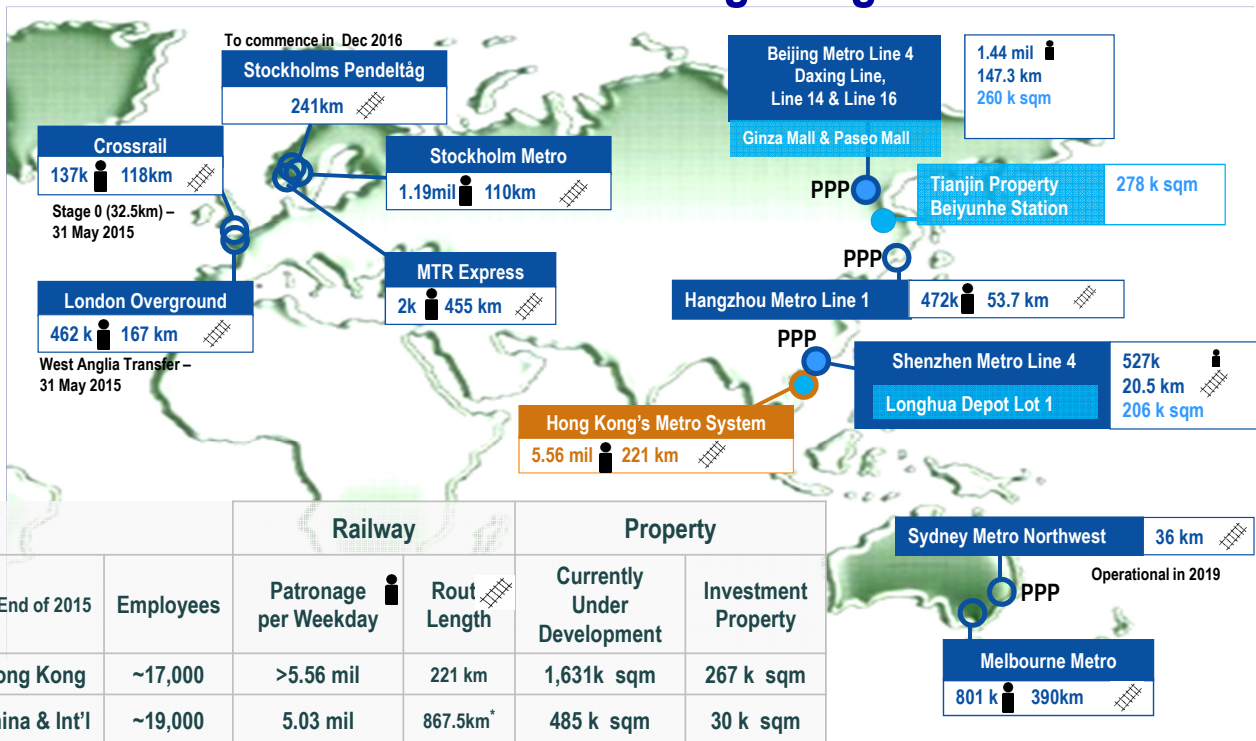 To commence in Dec 2016
Stockholms Pendeltåg
241km
Crossrail
137k 118km
Stage 0 (32.5km) –
31 May 2015
Stockholm Metro
1.19mil 110km
MTR Express
2k 455 km
London Overground
462 k 167 km
West Anglia Transfer –
31 May 2015
Beijing Metro Line 4
Daxing Line,
Line 14 & Line 16
Ginza Mall & Paseo Mall
1.44 mil
147.3 km
260 k sqm
PPP
Tianjin Property
Beiyunhe Station
278 k sqm
PPP
Hangzhou Metro Line 1
472k 53.7 km
PPP
Shenzhen Metro Line 4
Longhua Depot Lot 1
527k
20.5 km
206 k sqm
Hong Kong's Metro System
5.56 mil 221 km
Sydney Metro Northwest
36 km
Operational in 2019
PPP
Melbourne Metro
801 k 390km
Railway Property
End of 2015 Employees Patronage
per Weekday Rout
Length Currently
Under
Development Investment
Property
ong Kong ~17,000 >5.56 mil 221 km 1,631k sqm 267 k sqm
ina & Int'l ~19,000 5.03 mil 867.5km* 485 k sqm 30 k sqm